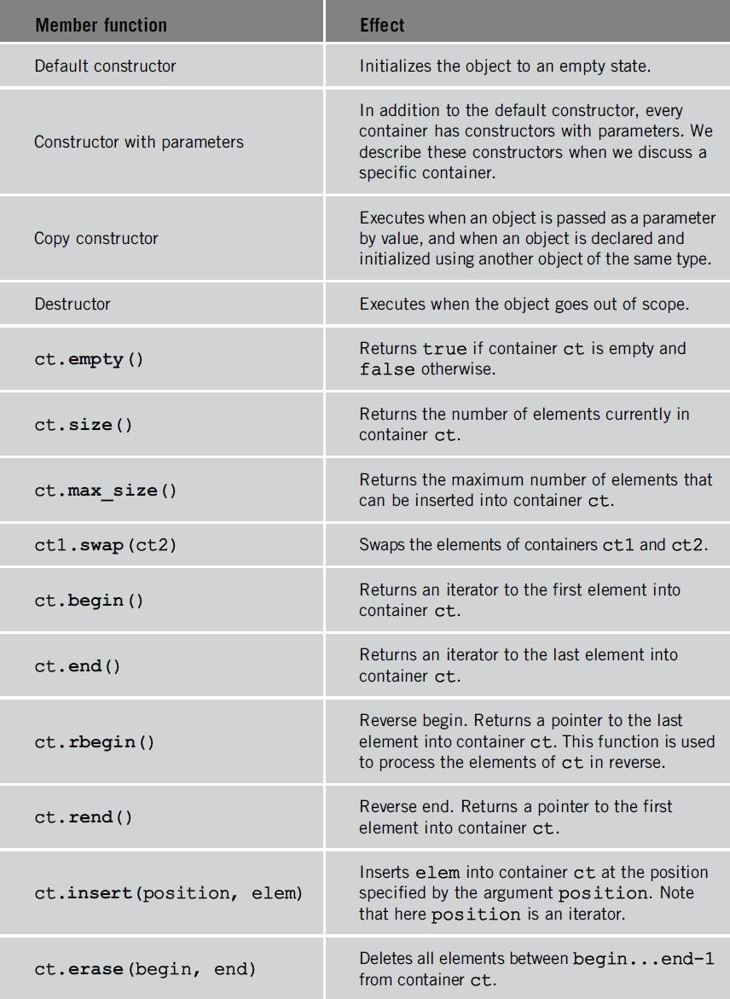 Member function Effect
Default constructor Initializes the object to an empty state.
In addition to the default constructor, every
container has constructors with parameters. We
Constructor with parameters
describe these constructors when we discuss a
specific container.
Executes when an object is passed as a parameter
Copy constructor by value, and when an object is declared and
initialized using another object of the same type.
Destructor Executes when the object goes out of scope.
ct.empty()
Returns true if container ct is empty and
false otherwise.
ct.size()
Returns the number of elements currently in
container ct.
ct.max_size()
Returns the maximum number of elements that
can be inserted into container ct.
ct1.swap(ct2) Swaps the elements of containers ct1 and ct2.
ct.begin()
Returns an iterator to the first element into
container ct.
ct.end()
Returns an iterator to the last element into
container ct.
Reverse begin. Returns a pointer to the last
ct.rbegin() element into container ct. This function is used
to process the elements of ct in reverse.
ct.rend()
Reverse end. Returns a pointer to the first
element into container ct.
Inserts elem into container ct at the position
ct.insert(position, elem) specified by the argument position. Note
that here position is an iterator.
ct.erase(begin, end)
Deletes all elements between begin...end-1
from container ct.